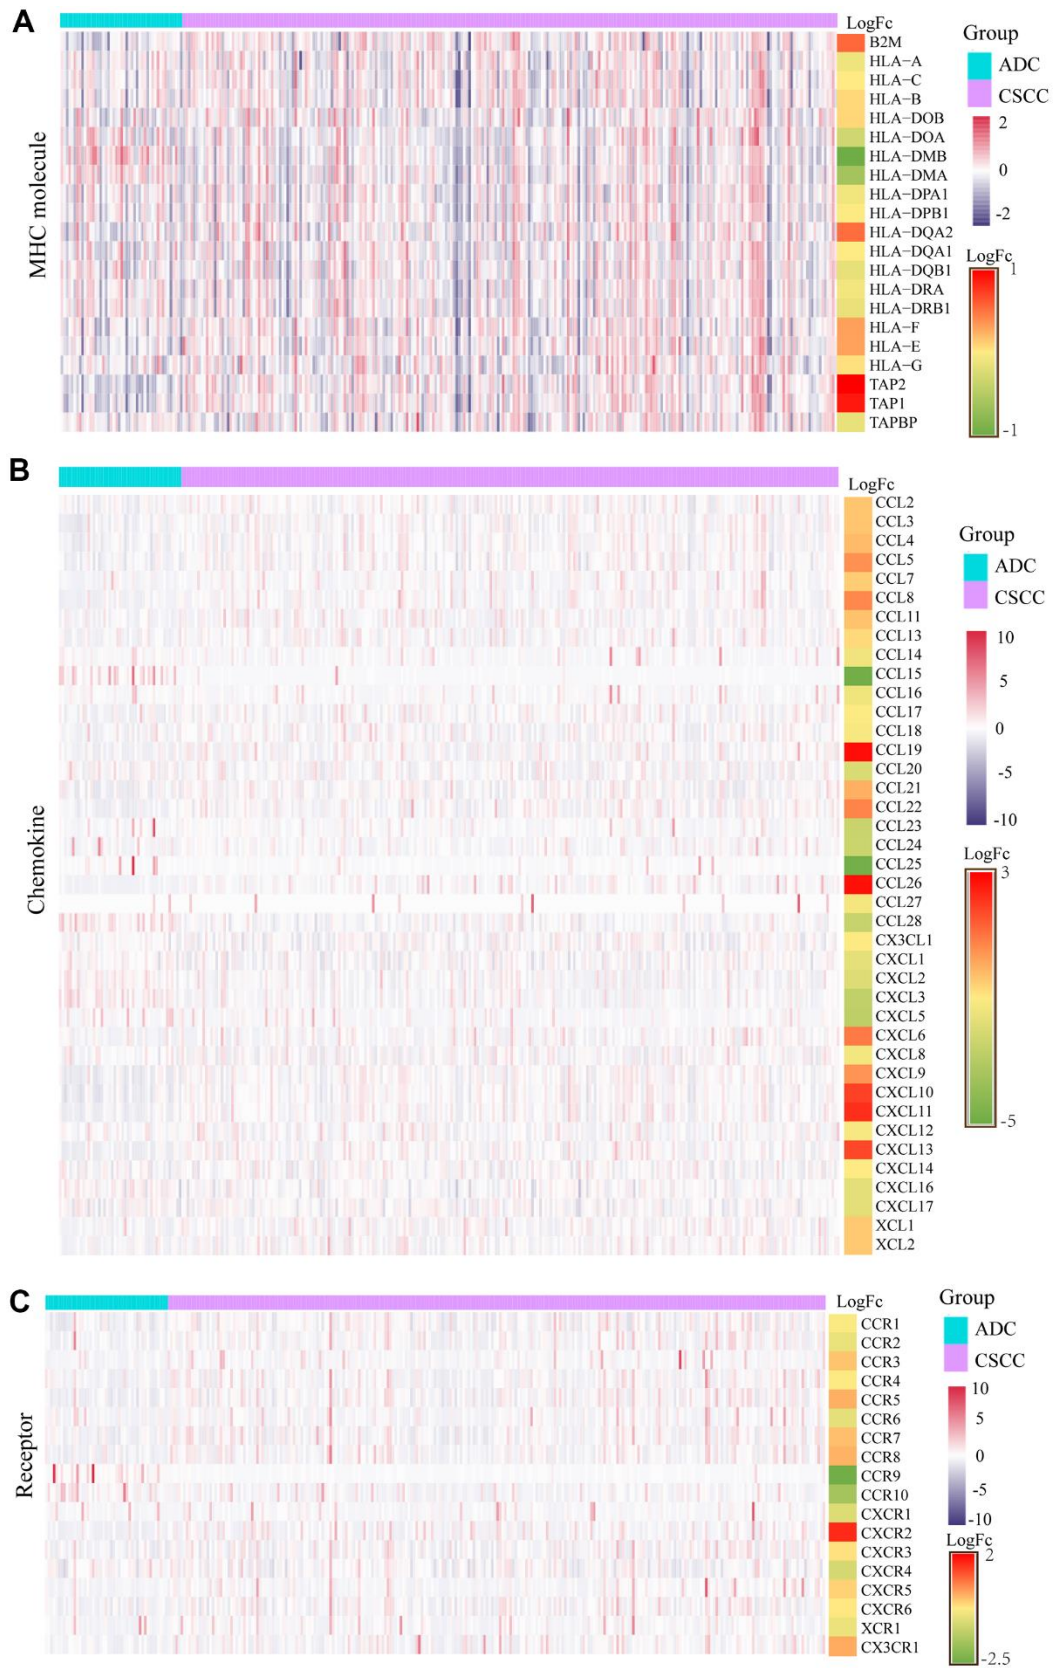 A
LogFc
B2M
HLA-A
HLA-C
HLA-B
HLA-DOB
HLA-DOA
HLA-DMB
HLA-DMA
HLA-DPA1
HLA-DPB1
HLA-DQA2
HLA-DQA1
HLA-DQB1
HLA-DRA
HLA-DRB1
HLA-F
HLA-E
HLA-G
TAP2
TAP1
TAPBP
MHC molecule
Group
ADC
CSCC
2
0
-2
LogFc
1
-1
B
LogFc
CCL2
CCL3
CCL4
CCL5
CCL7
CCL8
CCL11
CCL13
CCL14
CCL15
CCL16
CCL17
CCL18
CCL19
CCL20
CCL21
CCL22
CCL23
CCL24
CCL25
CCL26
CCL27
CCL28
CX3CL1
CXCL1
CXCL2
CXCL3
CXCL5
CXCL6
CXCL8
CXCL9
CXCL10
CXCL11
CXCL12
CXCL13
CXCL14
CXCL16
CXCL17
XCL1
XCL2
Chemokine
Group
ADC
CSCC
10
5
0
-5
-10
LogFc
3
-5
C
LogFc
CCR1
CCR2
CCR3
CCR4
CCR5
CCR6
CCR7
CCR8
CCR9
CCR10
CXCR1
CXCR2
CXCR3
CXCR4
CXCR5
CXCR6
XCR1
CX3CR1
Receptor
Group
ADC
CSCC
10
5
0
-5
-10
LogFc
2
-2.5